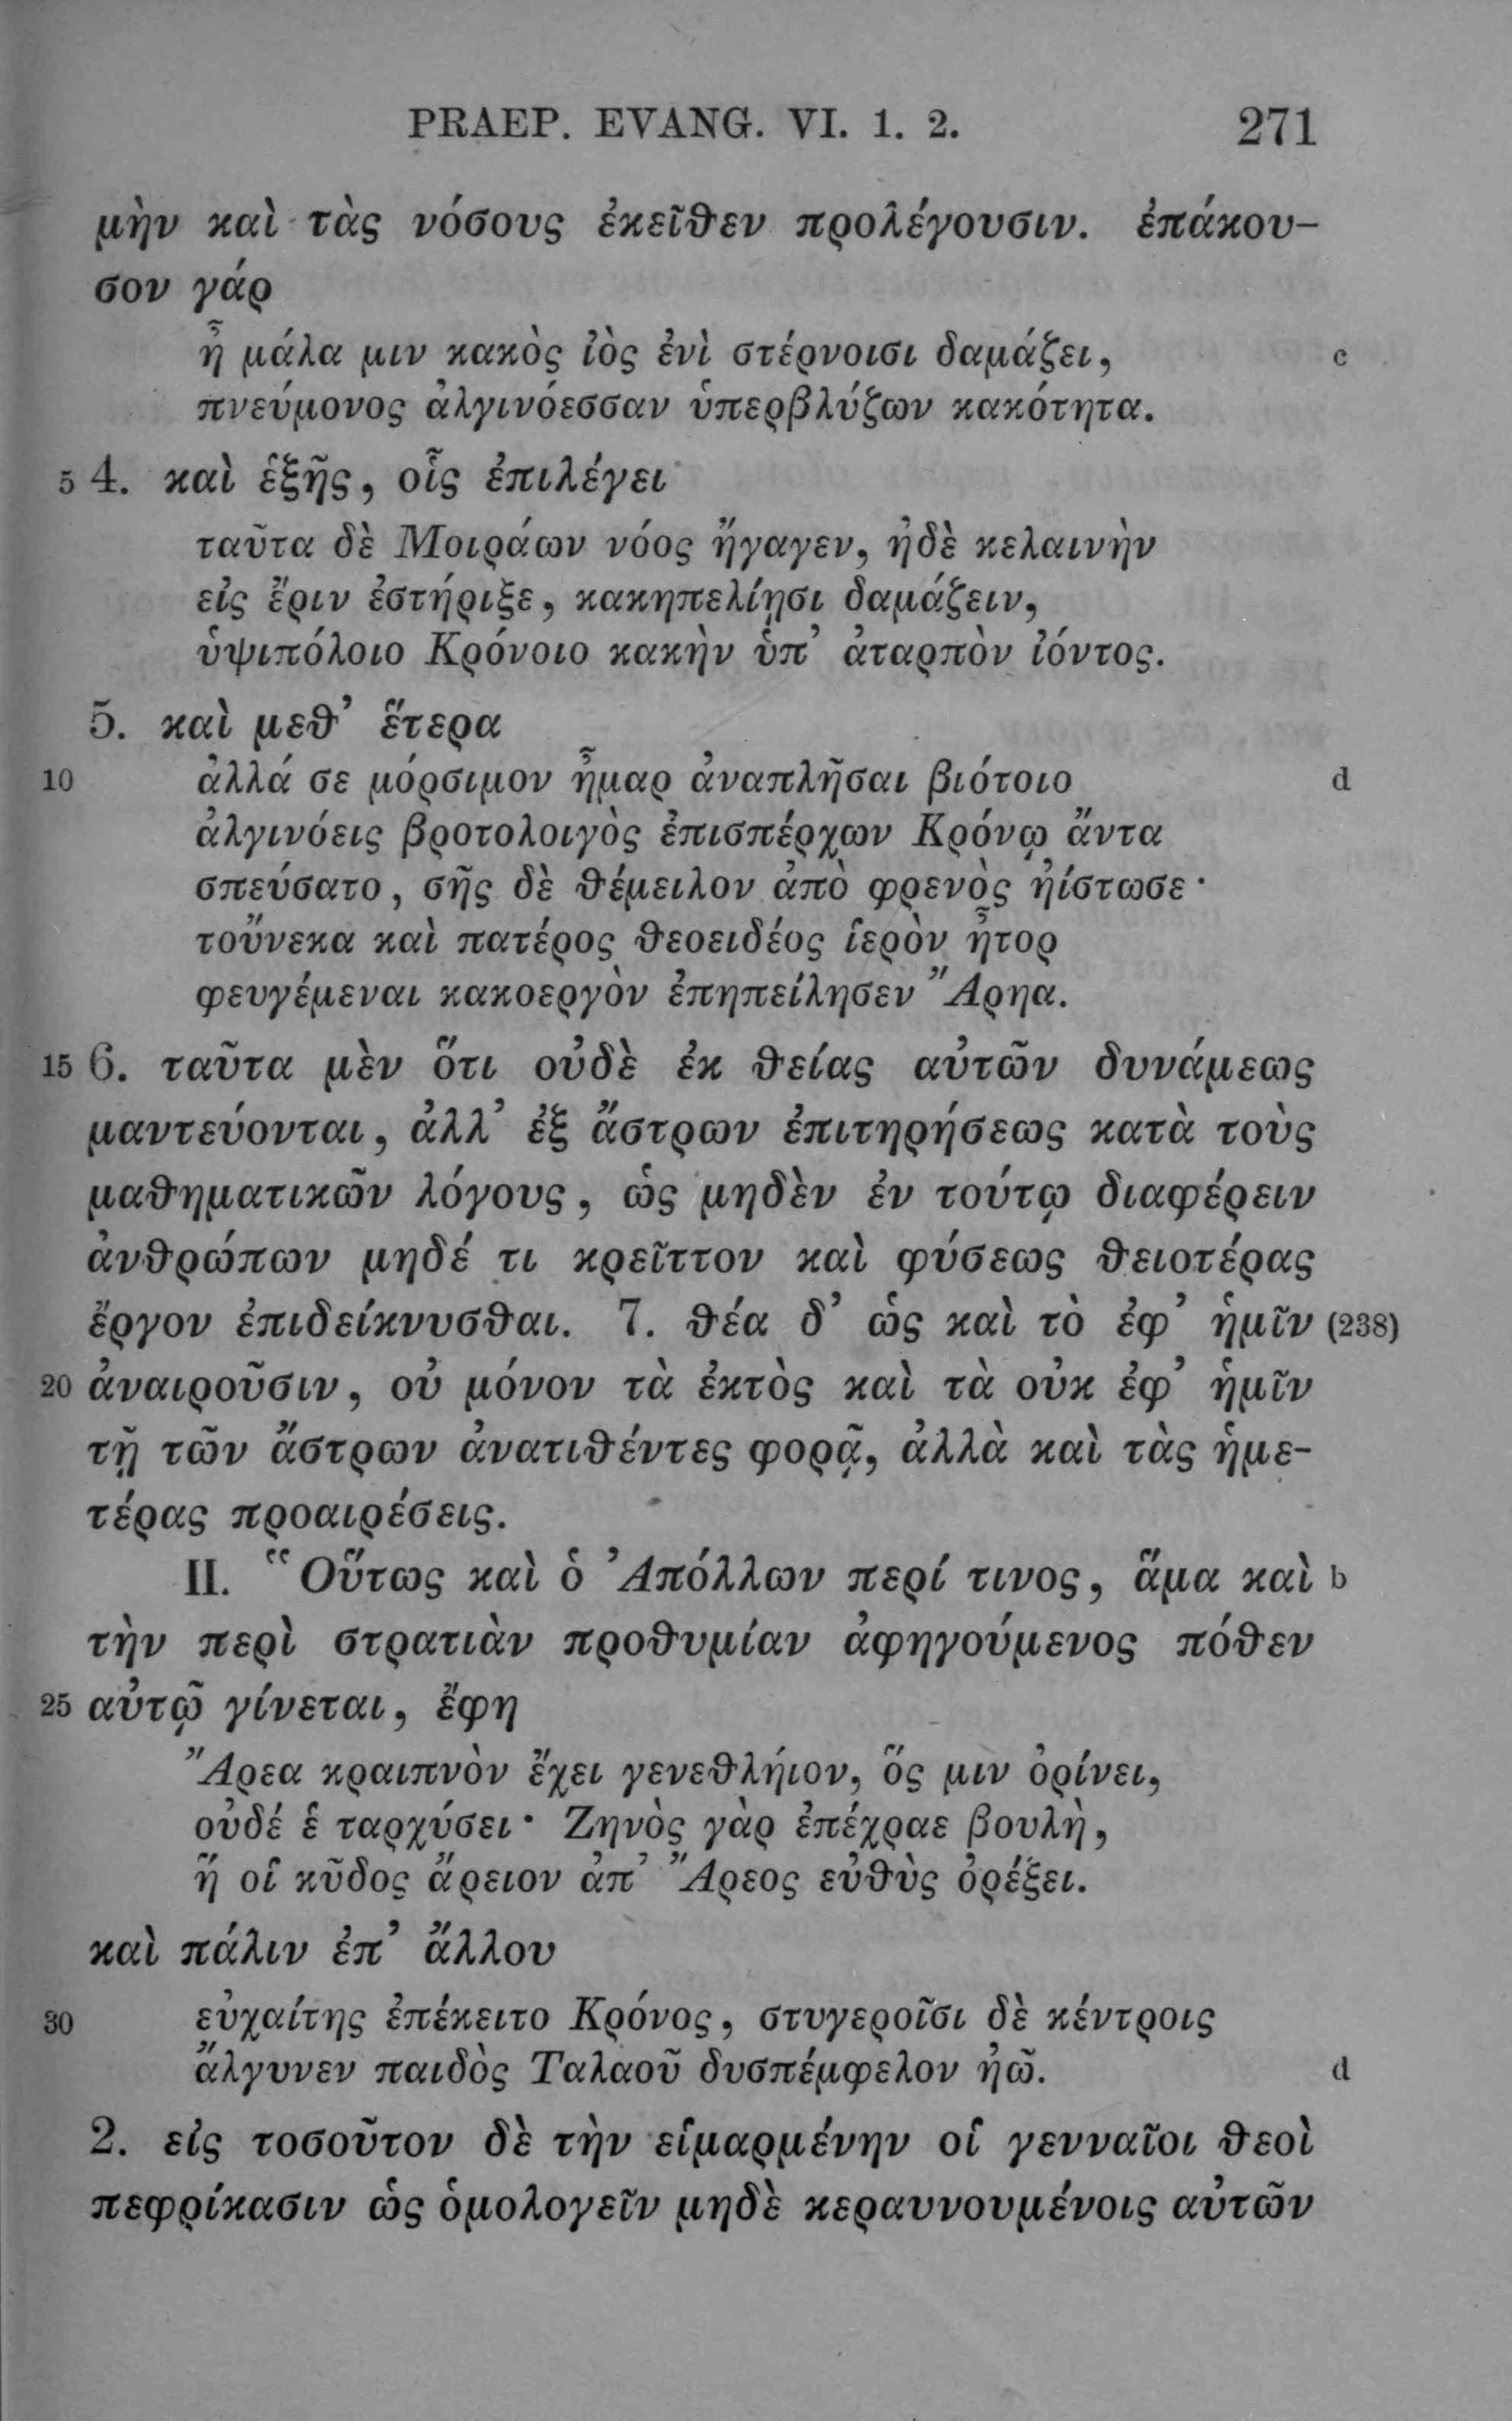 PRAEP. EVANG. VI. 1. 2. 271
μὴν καὶ τὰς νόσους ἐκεῖθεν προλέγουσιν. ἐπάκου-
σον γάρ
ἦ μάλα μιν κακὸς ἰὸς ἐνὶ στέρνοισι δαμάζει, c
πνεύμονος ἀλγινόεσσαν ὑπερβλύζων κακότητα.
5 4. καὶ ἑξῆς, οἷς ἐπιλέγει
ταῦτα δὲ Μοιράων νόος ἤγαγεν, ἠδὲ κελαινὴν
εἰς ἔριν ἐστήριξε, κακηπελίῃσι δαμάζειν,
ὑψιπόλοιο Κρόνοιο κακὴν ὑπ’ ἀταρπὸν ἰόντος.
5. καὶ μεθ’ ἕτερα
10 ἀλλά σε μόρσιμον ἦμαρ ἀναπλῆσαι βιότοιο d
ἀλγινόεις βροτολοιγὸς ἐπισπέρχων Κρόνῳ ἄντα
σπεύσατο, σῆς δὲ θέμειλον ἀπὸ φρενὸς ἠίστωσε·
τοὔνεκα καὶ πατέρος θεοειδέος ἱερὸν ἦτορ
φευγέμεναι κακοεργὸν ἐπηπείλησεν Ἄρηα.
15 6. ταῦτα μὲν ὅτι οὐδὲ ἐκ θείας αὐτῶν δυνάμεως
μαντεύονται, ἀλλ’ ἐξ ἄστρων ἐπιτηρήσεως κατὰ τοὺς
μαθηματικῶν λόγους, ὡς μηδὲν ἐν τούτῳ διαφέρειν
ἀνθρώπων μηδέ τι κρεῖττον καὶ φύσεως θειοτέρας
ἔργον ἐπιδείκνυσθαι. 7. θέα δ’ ὡς καὶ τὸ ἐφ’ ἡμῖν (238)
20 ἀναιροῦσιν, οὐ μόνον τὰ ἐκτὸς καὶ τὰ οὐκ ἐφ’ ἡμῖν
τῇ τῶν ἄστρων ἀνατιθέντες φορᾷ, ἀλλὰ καὶ τὰς ἡμε-
τέρας προαιρέσεις.
II. “Οὕτως καὶ ὁ Ἀπόλλων περί τινος, ἅμα καὶ b
τὴν περὶ στρατιὰν προθυμίαν ἀφηγούμενος πόθεν
25 αὐτῷ γίνεται, ἔφη
Ἄρεα κραιπνὸν ἔχει γενεθλήιον, ὅς μιν ὀρίνει,
οὐδέ ἑ ταρχύσει· Ζηνὸς γὰρ ἐπέχραε βουλὴ,
ἥ οἱ κῦδος ἄρειον ἀπ’ Ἄρεος εὐθὺς ὀρέξει.
καὶ πάλιν ἐπ’ ἄλλου
30 εὐχαίτης ἐπέκειτο Κρόνος, στυγεροῖσι δὲ κέντροις
ἄλγυνεν παιδὸς Ταλαοῦ δυσπέμφελον ἠῶ. d
2. εἰς τοσοῦτον δὲ τὴν εἱμαρμένην οἱ γενναῖοι θεοὶ
πεφρίκασιν ὡς ὁμολογεῖν μηδὲ κεραυνουμένοις αὐτῶν